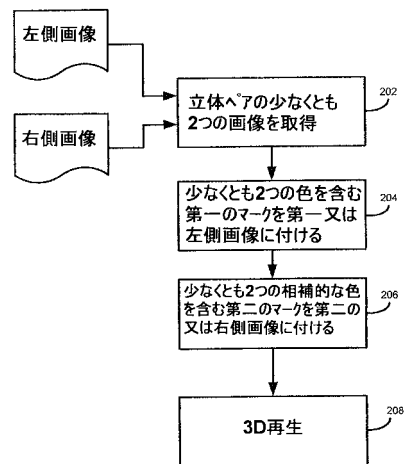 左側画像
右側画像
立体ペアの少なくとも
2つの画像を取得
202
少なくとも2つの色を含む
第一のマークを第一又は
左側画像に付ける
204
少なくとも2つの相補的な色
を含む第二のマークを第二の
又は右側画像に付ける
206
3D再生
208